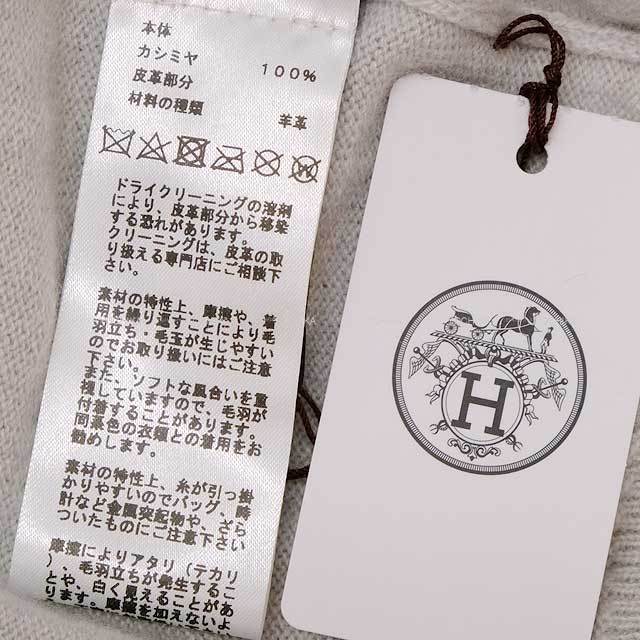 本体
カシミヤ 100%
皮革部分
材料の種類 羊革
ドライクリーニングの溶剤
により、皮革部分から移染
する恐れがあります。
クリーニングは、皮革の取
り扱える専門店にご相談下
さい。
素材の特性上、摩擦や、着
用を繰り返すことにより毛
羽立ち・毛玉が生じやすい
のでお取り扱いにはご注意
下さい。
また、ソフトな風合いを重
視していますので、毛羽が
付着することがあります。
同系色の衣類との着用をお
勧めします。
素材の特性上、糸が引っ掛
かりやすいのでバッグ、時
計など金属突起物や、ざら
ついたものにご注意下さい
摩擦によりアタリ（テカリ
）、毛羽立ちが発生するこ
とや、白く見えることがあ
ります。摩擦を加えないよ
H